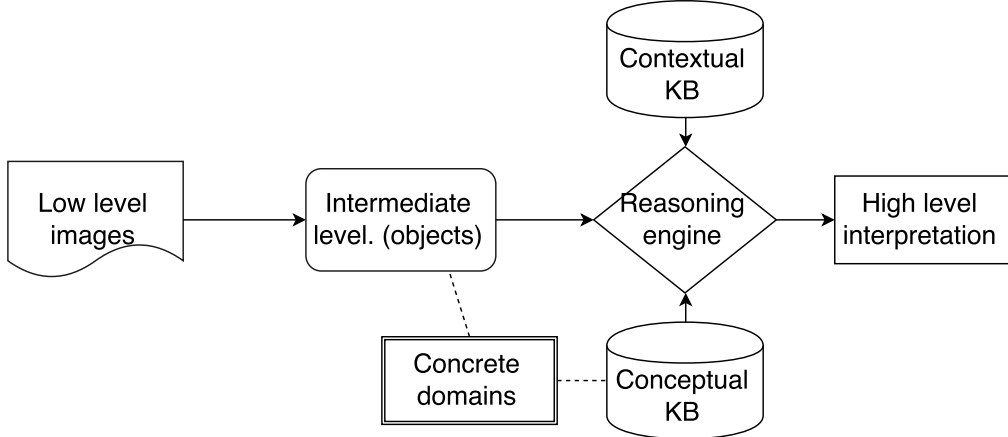 Contextual
KB
Low level
images
Intermediate
level. (objects)
Reasoning
engine
High level
interpretation
Concrete
domains
Conceptual
KB